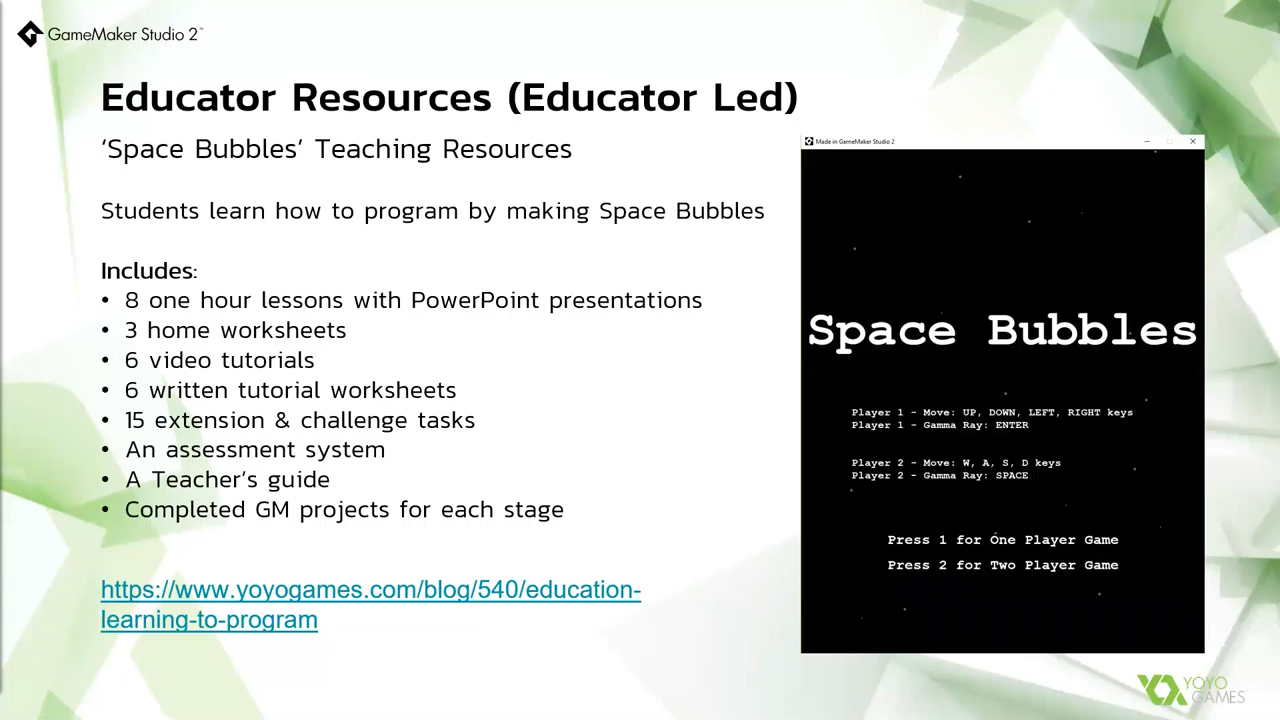 GameMaker Studio 2™
Educator Resources (Educator Led)
‘Space Bubbles’ Teaching Resources
Students learn how to program by making Space Bubbles
Includes:
• 8 one hour lessons with PowerPoint presentations
• 3 home worksheets
• 6 video tutorials
• 6 written tutorial worksheets
• 15 extension & challenge tasks
• An assessment system
• A Teacher’s guide
• Completed GM projects for each stage
https://www.yoyogames.com/blog/540/education-
learning-to-program
Made in GameMaker Studio 2
Space Bubbles
Player 1 - Move: UP, DOWN, LEFT, RIGHT keys
Player 1 - Gamma Ray: ENTER
Player 2 - Move: W, A, S, D keys
Player 2 - Gamma Ray: SPACE
Press 1 for One Player Game
Press 2 for Two Player Game
YOYO
GAMES™